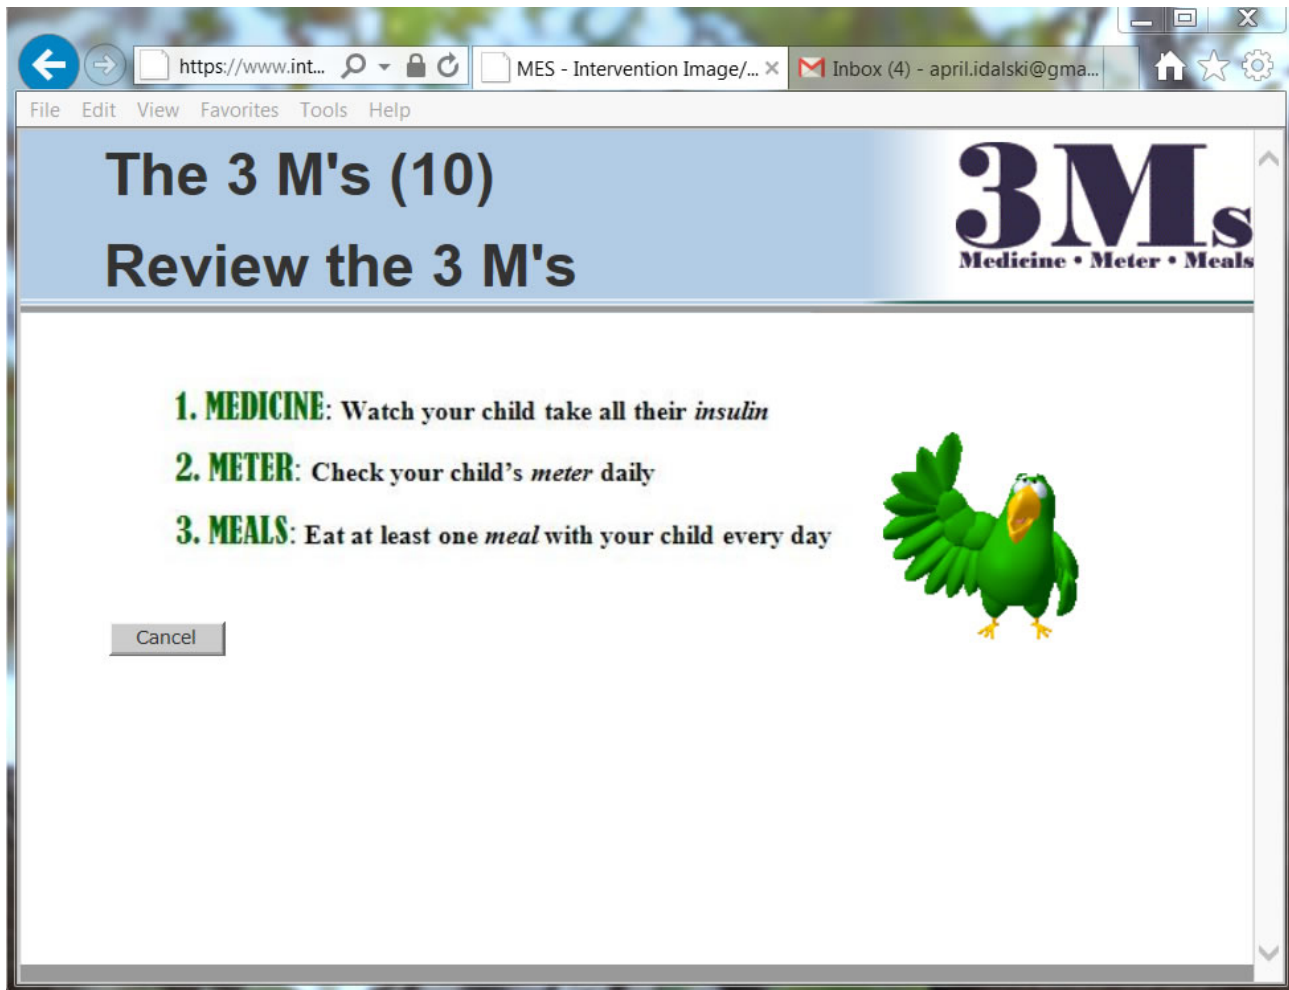 https://www.int...
MES - Intervention Image/...
Inbox (4) - april.idalski@gma...
File Edit View Favorites Tools Help
The 3 M's (10)
Review the 3 M's
3Ms
Medicine • Meter • Meals
1. MEDICINE: Watch your child take all their insulin
2. METER: Check your child’s meter daily
3. MEALS: Eat at least one meal with your child every day
Cancel